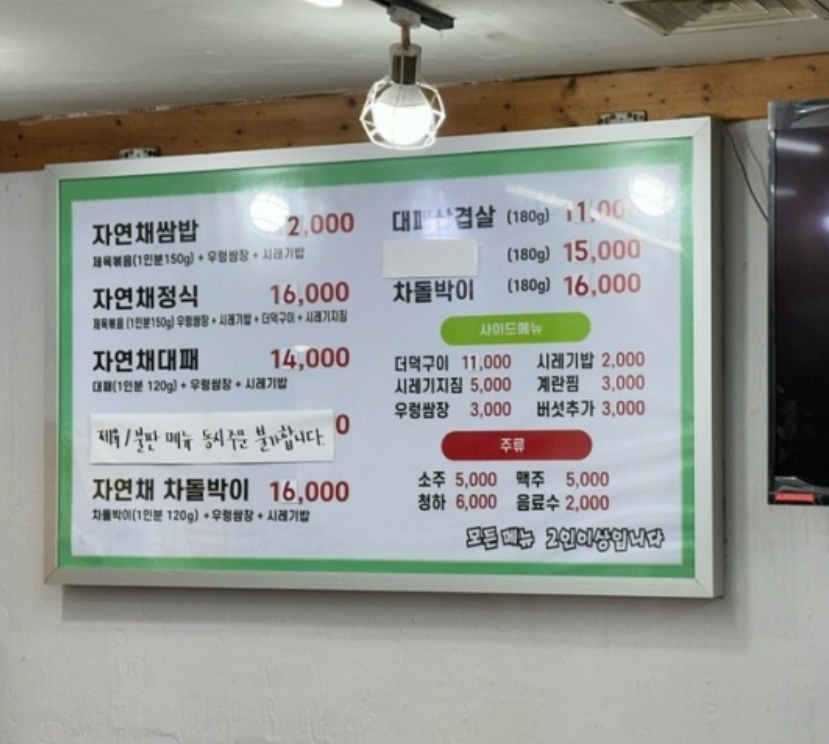 자연채쌈밥 2,000
제육볶음(1인분150g) + 우렁쌈장 + 시래기밥
자연채정식 16,000
제육볶음 (1인분150g) 우렁쌈장 + 시래기밥 + 더덕구이 + 시래기지짐
자연채대패 14,000
대패(1인분 120g) + 우렁쌈장 + 시래기밥
제육/불판 메뉴 동시주문 불가합니다. 0
자연채 차돌박이 16,000
차돌박이(1인분 120g) + 우렁쌈장 + 시래기밥
대패삼겹살 (180g) 11,000
(180g) 15,000
차돌박이 (180g) 16,000
사이드메뉴
더덕구이 11,000 시래기밥 2,000
시래기지짐 5,000 계란찜 3,000
우렁쌈장 3,000 버섯추가 3,000
주류
소주 5,000 맥주 5,000
청하 6,000 음료수 2,000
모든 메뉴 2인이상입니다